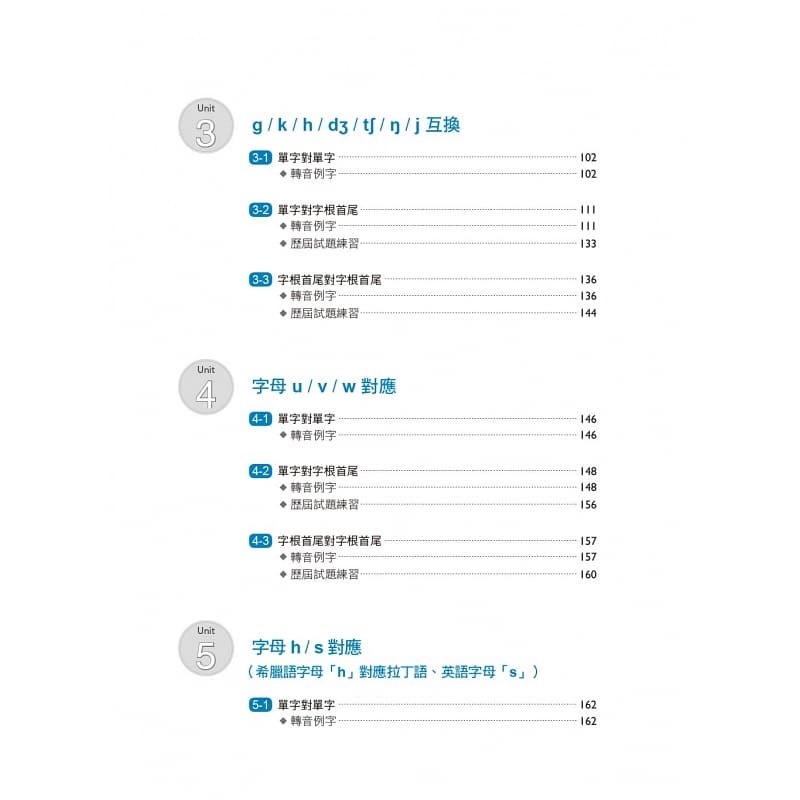 Unit
3
g / k / h / dʒ / tʃ / ŋ / j 互換
3-1 單字對單字 102
◆ 轉音例字 102
3-2 單字對字根首尾 111
◆ 轉音例字 111
◆ 歷屆試題練習 133
3-3 字根首尾對字根首尾 136
◆ 轉音例字 136
◆ 歷屆試題練習 144
Unit
4
字母 u / v / w 對應
4-1 單字對單字 146
◆ 轉音例字 146
4-2 單字對字根首尾 148
◆ 轉音例字 148
◆ 歷屆試題練習 156
4-3 字根首尾對字根首尾 157
◆ 轉音例字 157
◆ 歷屆試題練習 160
Unit
5
字母 h / s 對應
（希臘語字母「h」對應拉丁語、英語字母「s」）
5-1 單字對單字 162
◆ 轉音例字 162